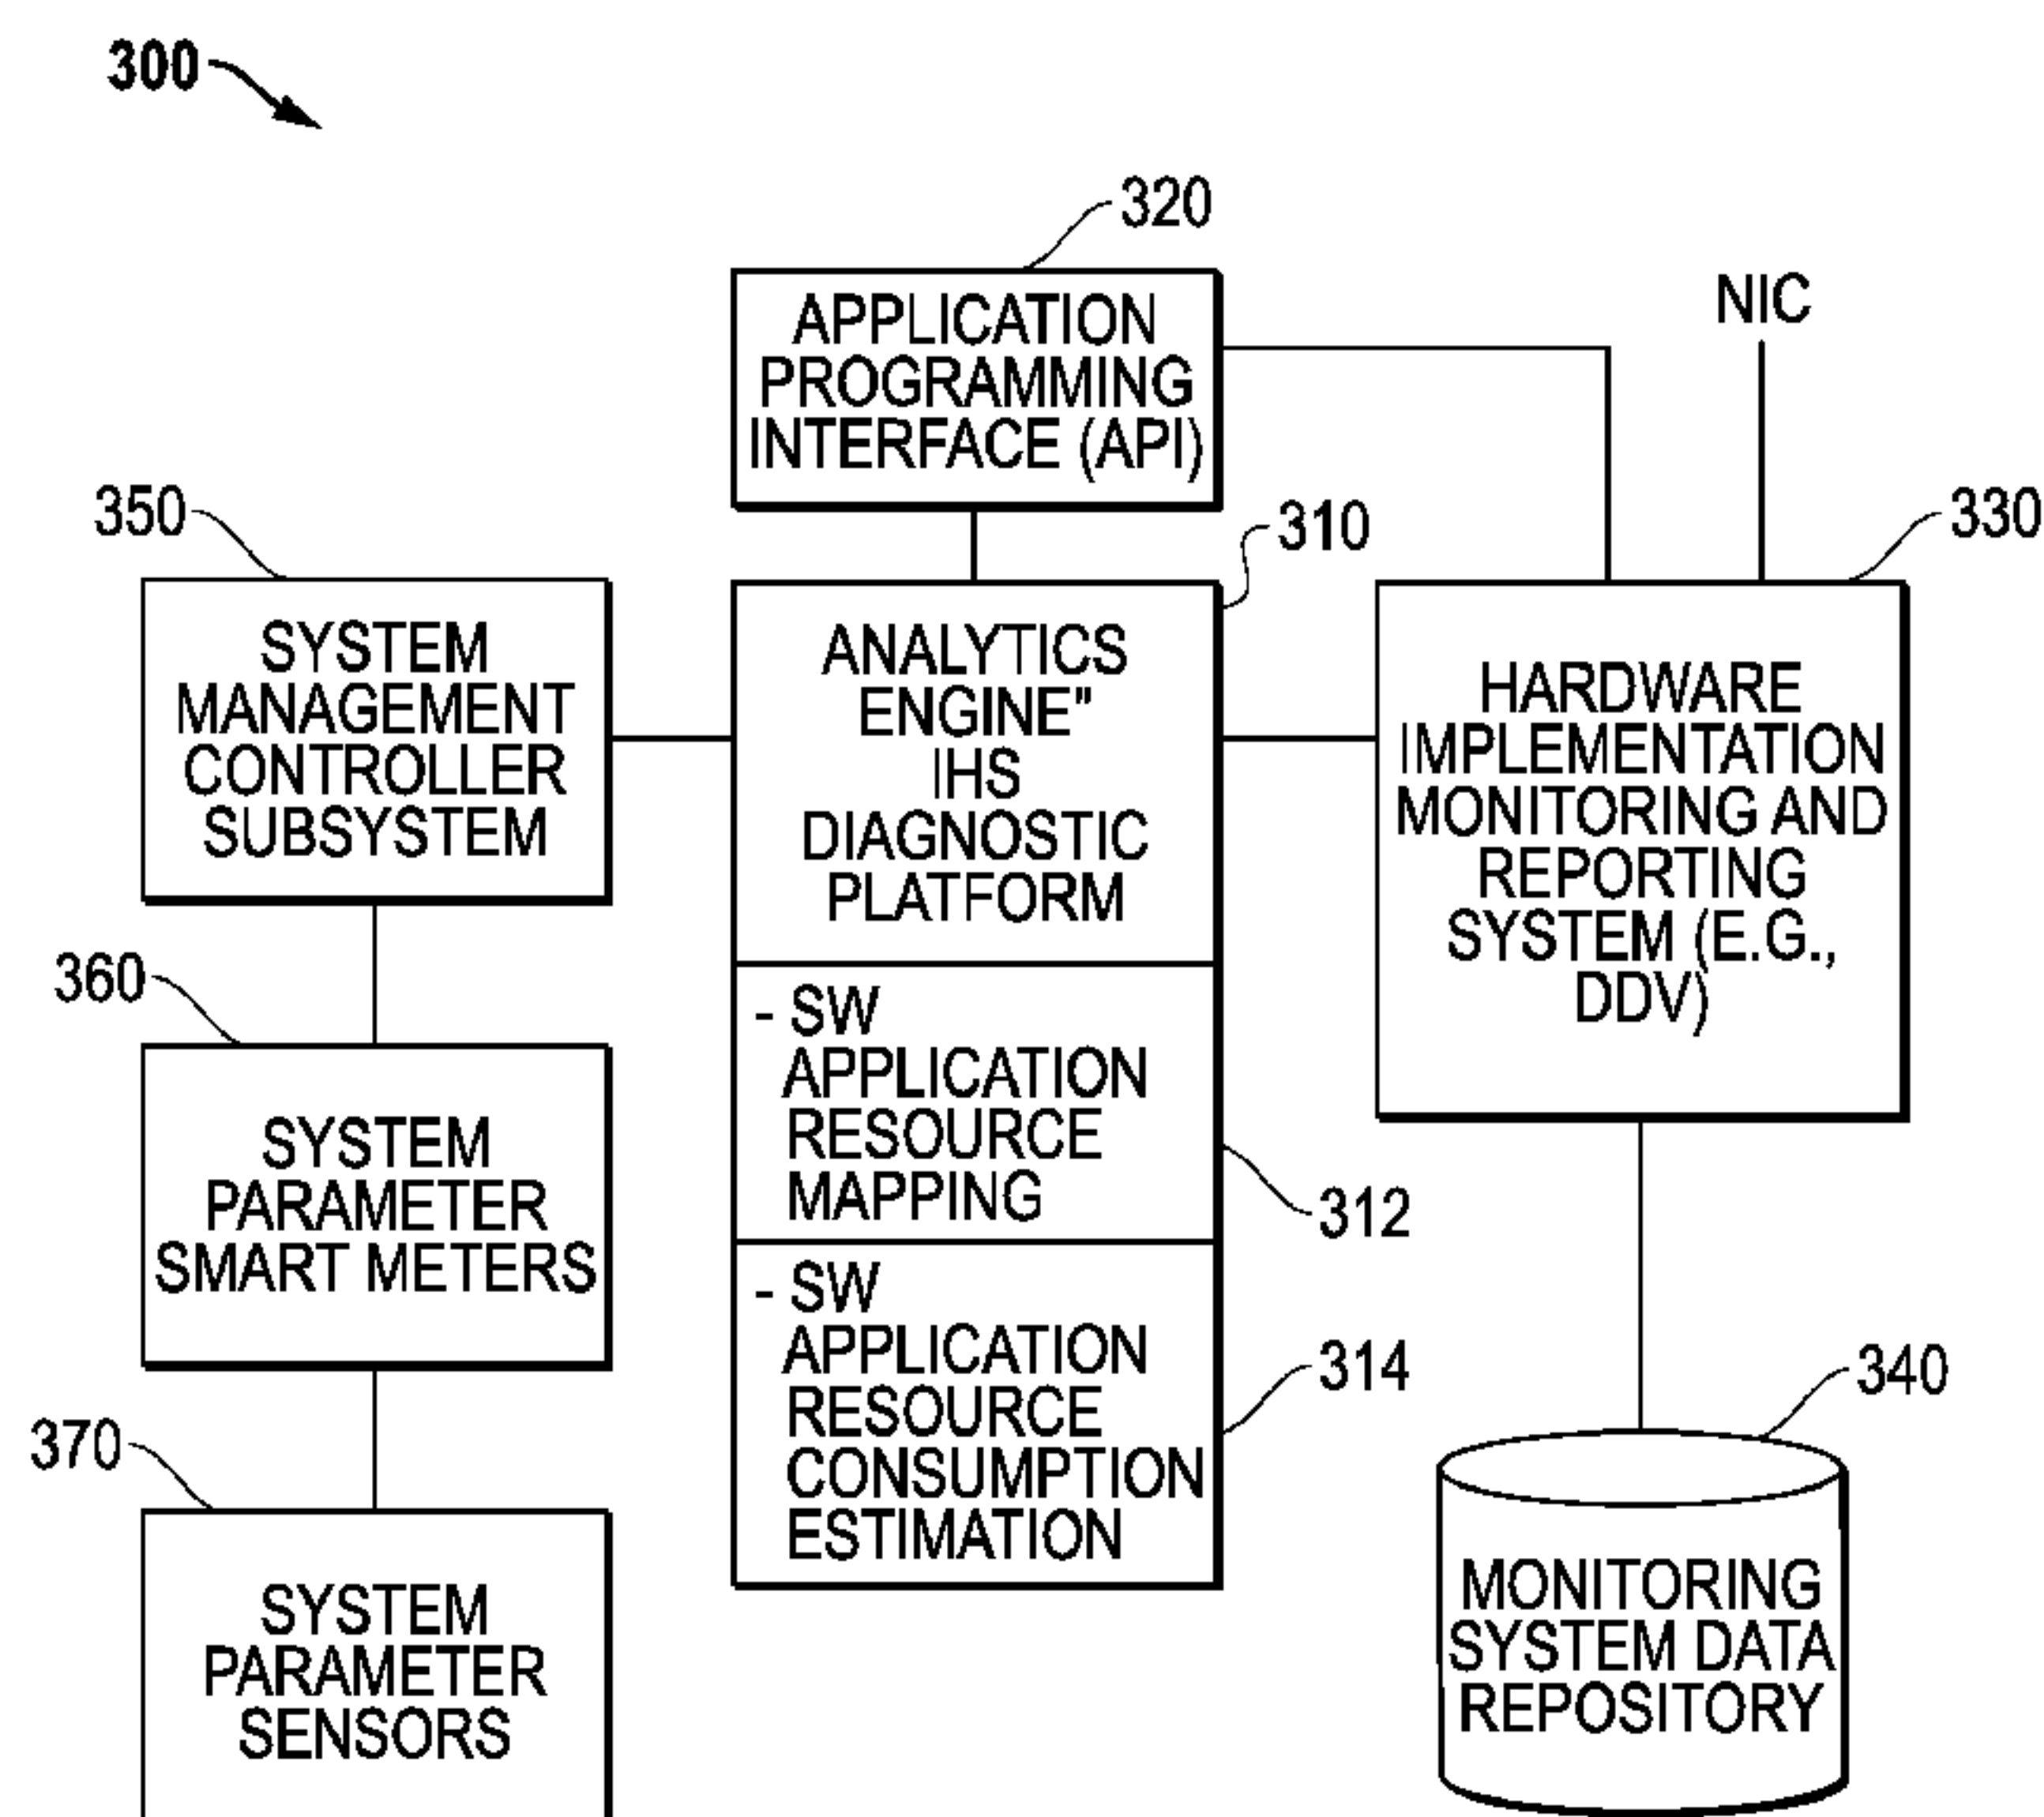 300
320
APPLICATION
PROGRAMMING
INTERFACE (API)
NIC
350
SYSTEM
MANAGEMENT
CONTROLLER
SUBSYSTEM
310
ANALYTICS
ENGINE"
IHS
DIAGNOSTIC
PLATFORM
330
HARDWARE
IMPLEMENTATION
MONITORING AND
REPORTING
SYSTEM (E.G.,
DDV)
360
SYSTEM
PARAMETER
SMART METERS
- SW
APPLICATION
RESOURCE
MAPPING
312
- SW
APPLICATION
RESOURCE
CONSUMPTION
ESTIMATION
314
340
MONITORING
SYSTEM DATA
REPOSITORY
370
SYSTEM
PARAMETER
SENSORS